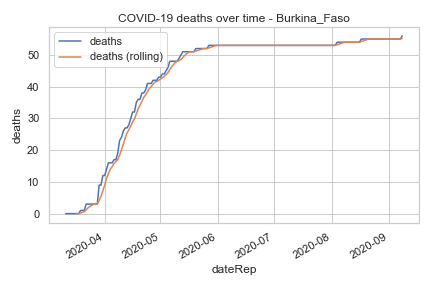 COVID-19 deaths over time - Burkina_Faso
deaths
deaths (rolling)
50
40
30
20
10
0
deaths
2020-04
2020-05
2020-06
2020-07
2020-08
2020-09
dateRep